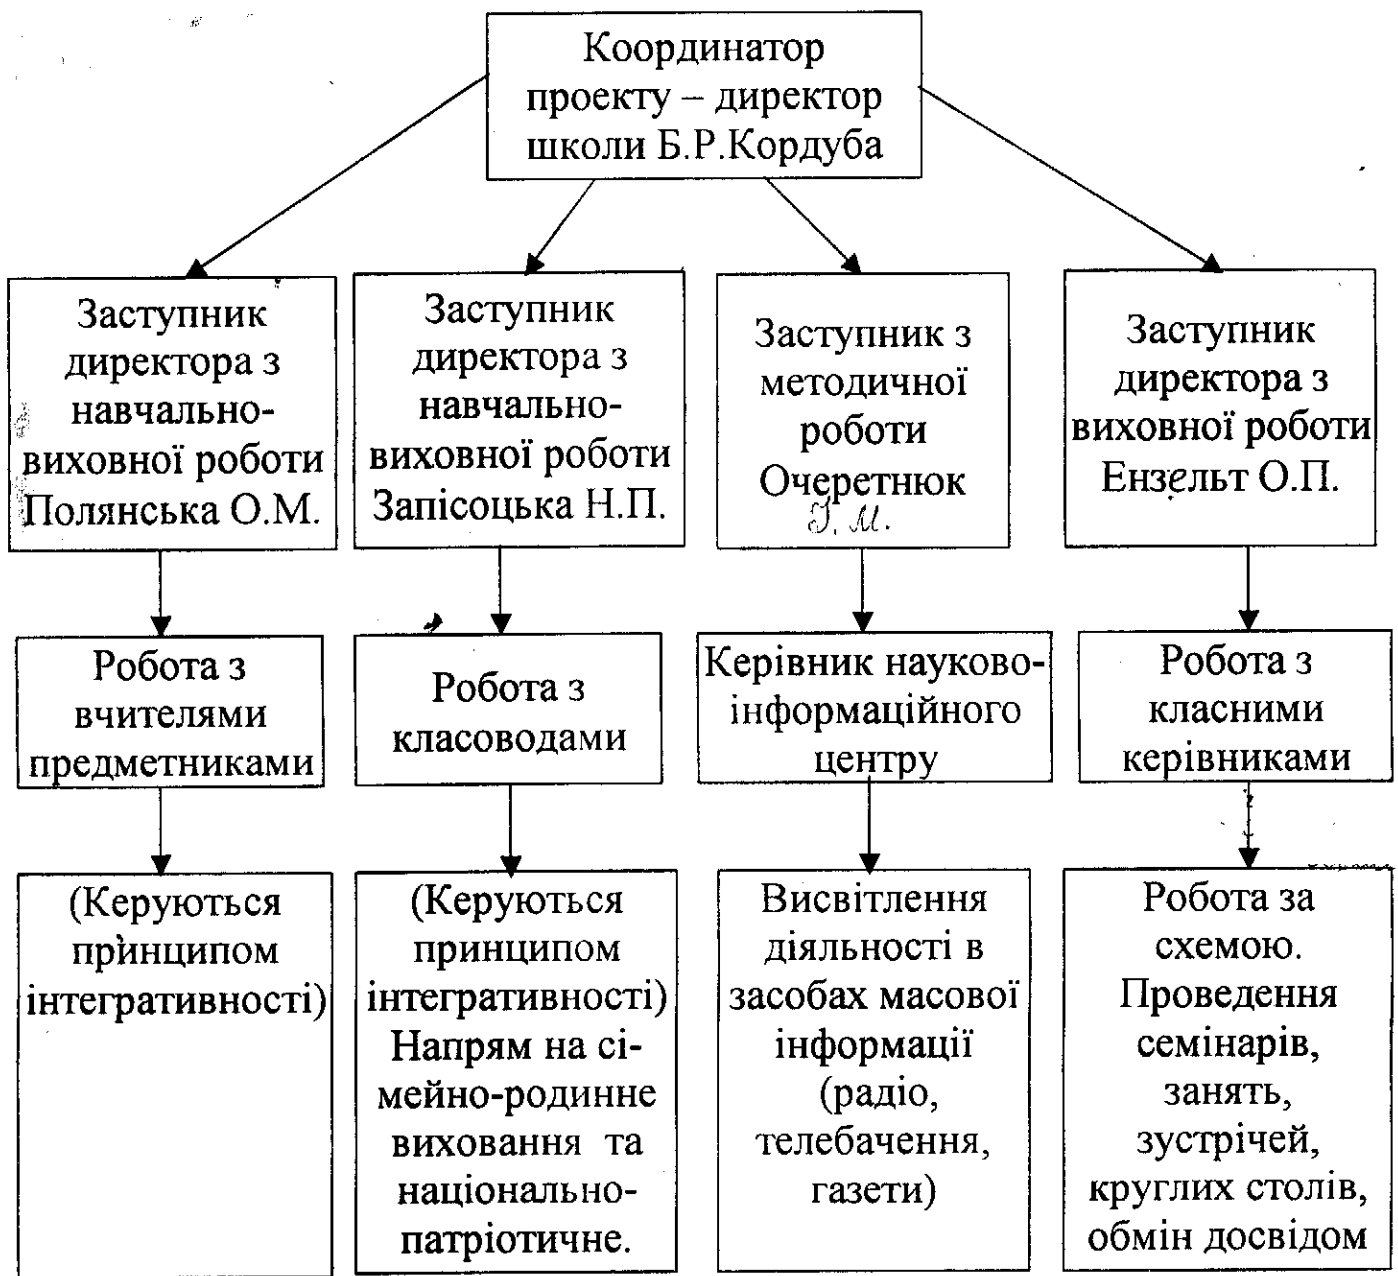 Координатор
проекту – директор
школи Б.Р.Кордуба
Заступник
директора з
навчально-
виховної роботи
Полянська О.М.
Заступник
директора з
навчально-
виховної роботи
Запісоцька Н.П.
Заступник з
методичної
роботи
Очеретнюк
І. М.
Заступник
директора з
виховної роботи
Ензельт О.П.
Робота з
вчителями
предметниками
Робота з
класоводами
Керівник науково-
інформаційного
центру
Робота з
класними
керівниками
(Керуються
принципом
інтегративності)
(Керуються
принципом
інтегративності)
Напрям на сі-
мейно-родинне
виховання та
національно-
патріотичне.
Висвітлення
діяльності в
засобах масової
інформації
(радіо,
телебачення,
газети)
Робота за
схемою.
Проведення
семінарів,
занять,
зустрічей,
круглих столів,
обмін досвідом